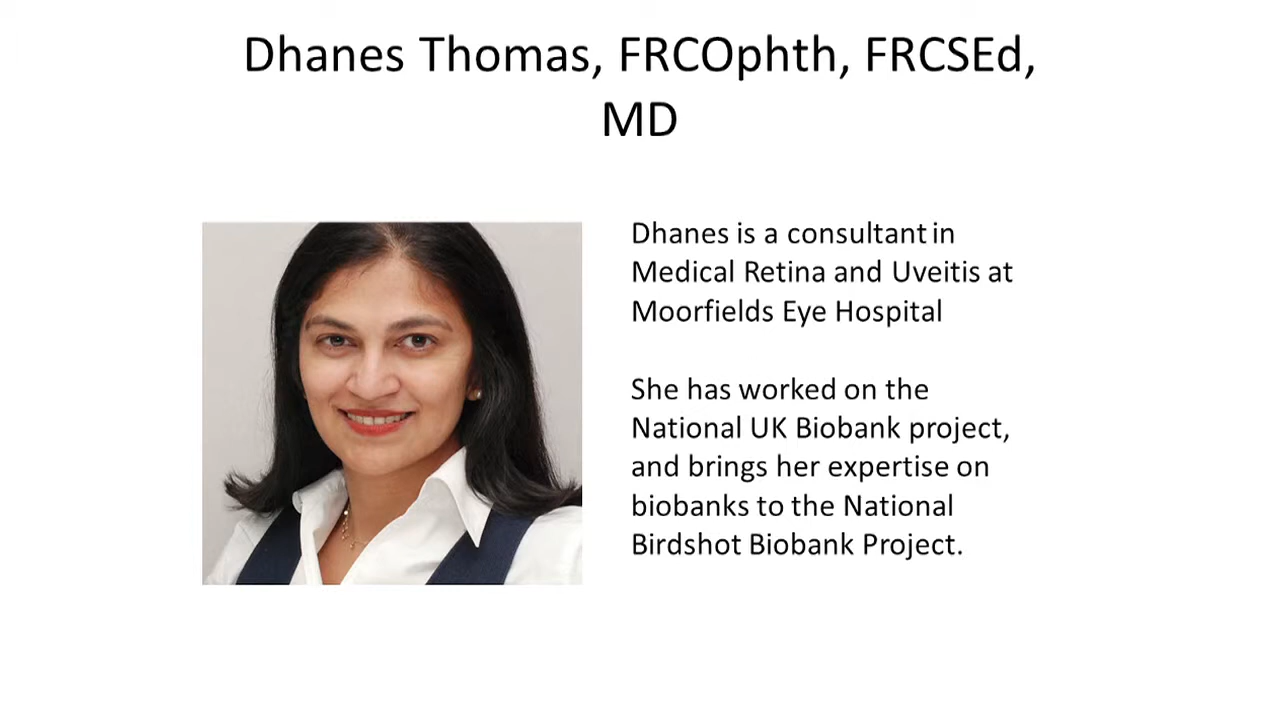 Dhanes Thomas, FRCOphth, FRCSEd,
MD
Dhanes is a consultant in
Medical Retina and Uveitis at
Moorfields Eye Hospital
She has worked on the
National UK Biobank project,
and brings her expertise on
biobanks to the National
Birdshot Biobank Project.